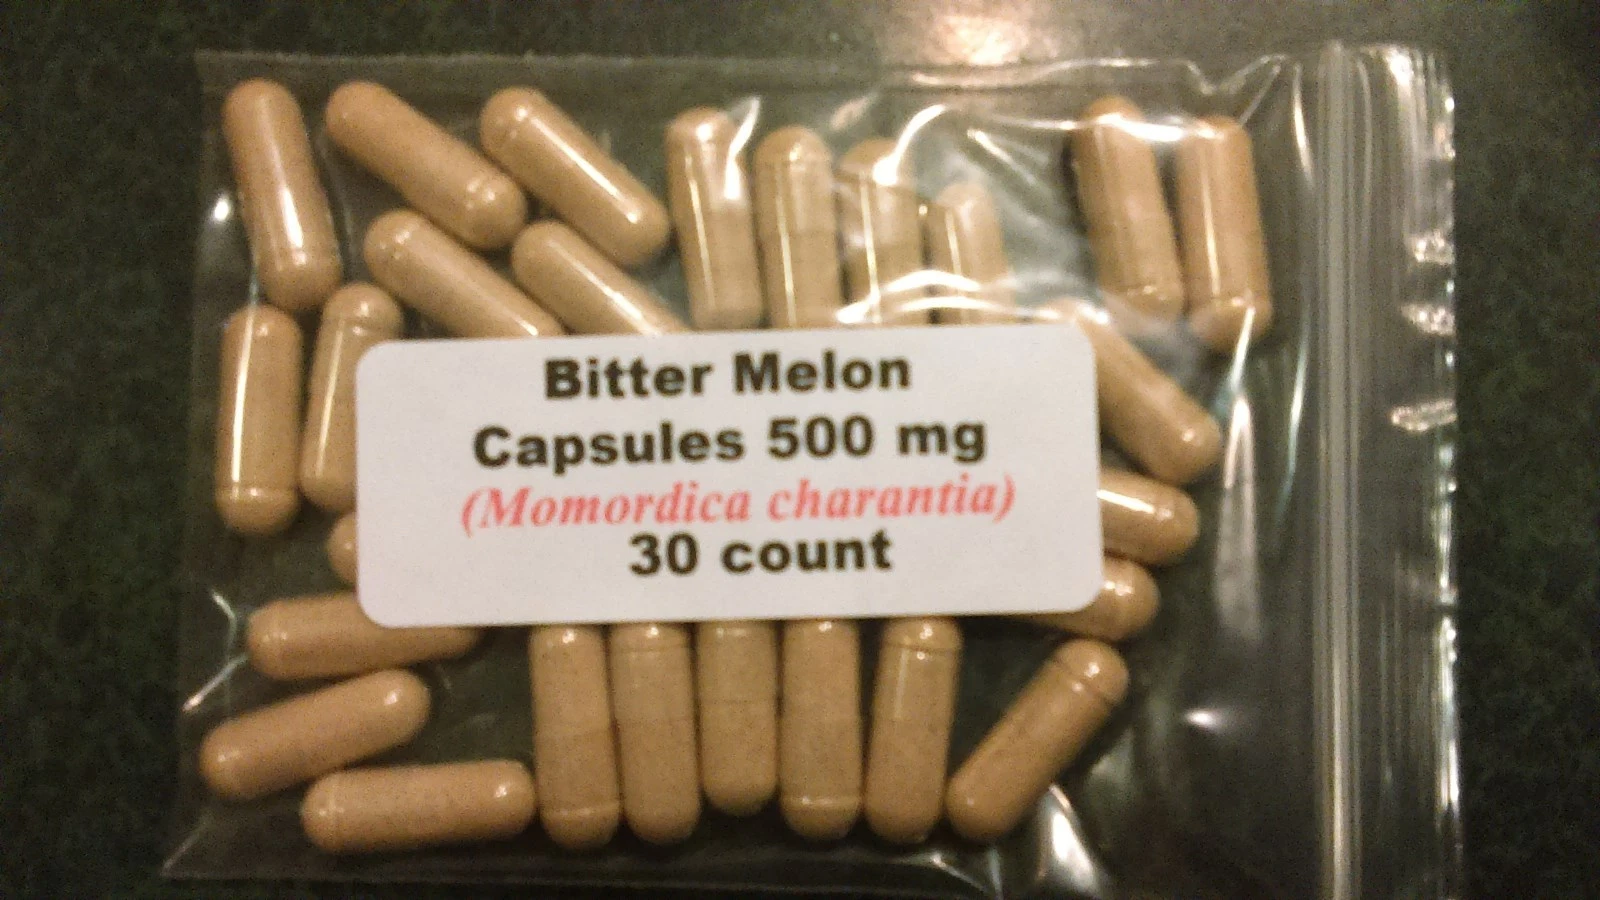 Bitter Melon
Capsules 500 mg
(Momordica charantia)
30 count